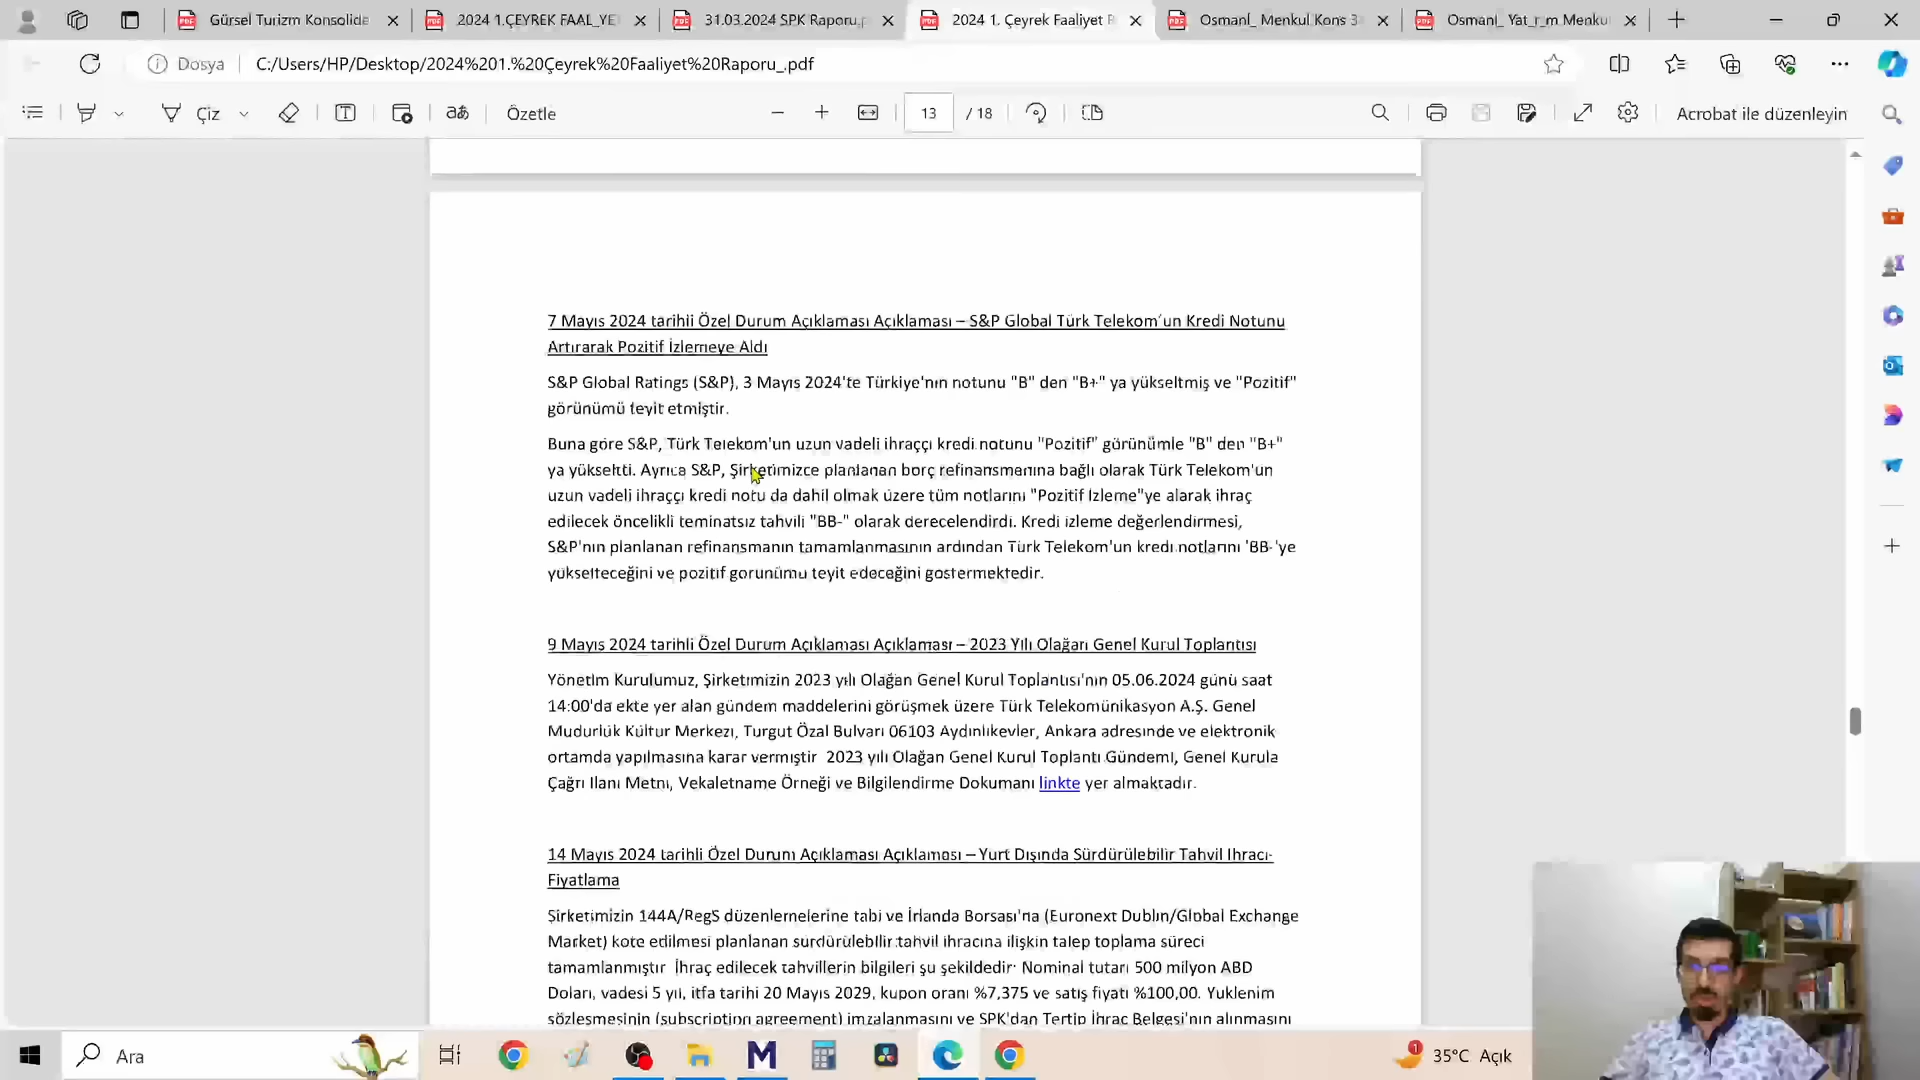 Gürsel Turizm Konsolide
2024 1.ÇEYREK FAAL_YE
31.03.2024 SPK Raporu.p
2024 1. Çeyrek Faaliyet R
Osmanl_ Menkul Kons 3
Osmanl_ Yat_r_m Menku
Dosya
C:/Users/HP/Desktop/2024%201.%20Çeyrek%20Faaliyet%20Raporu_.pdf
Çiz
aあ
Özetle
13 / 18
Acrobat ile düzenleyin
7 Mayıs 2024 tarihli Özel Durum Açıklaması Açıklaması – S&P Global Türk Telekom'un Kredi Notunu
Artırarak Pozitif İzlemeye Aldı
S&P Global Ratings (S&P), 3 Mayıs 2024'te Türkiye'nin notunu "B" den "B+" ya yükseltmiş ve "Pozitif"
görünümü teyit etmiştir.
Buna göre S&P, Türk Telekom'un uzun vadeli ihraççı kredi notunu "Pozitif" görünümle "B" den "B+"
ya yükseltti. Ayrıca S&P, Şirketimizce planlanan borç refinansmanına bağlı olarak Türk Telekom'un
uzun vadeli ihraççı kredi notu da dahil olmak üzere tüm notlarını "Pozitif İzleme"ye alarak ihraç
edilecek öncelikli teminatsız tahvili "BB-" olarak derecelendirdi. Kredi izleme değerlendirmesi,
S&P'nin planlanan refinansmanın tamamlanmasının ardından Türk Telekom'un kredi notlarını 'BB-'ye
yükselteceğini ve pozitif görünümü teyit edeceğini göstermektedir.
9 Mayıs 2024 tarihli Özel Durum Açıklaması Açıklaması – 2023 Yılı Olağan Genel Kurul Toplantısı
Yönetim Kurulumuz, Şirketimizin 2023 yılı Olağan Genel Kurul Toplantısı'nın 05.06.2024 günü saat
14:00'da ekte yer alan gündem maddelerini görüşmek üzere Türk Telekomünikasyon A.Ş. Genel
Müdürlük Kültür Merkezi, Turgut Özal Bulvarı 06103 Aydınlıkevler, Ankara adresinde ve elektronik
ortamda yapılmasına karar vermiştir 2023 yılı Olağan Genel Kurul Toplantı Gündemi, Genel Kurula
Çağrı İlanı Metni, Vekaletname Örneği ve Bilgilendirme Dokümanı linkte yer almaktadır.
14 Mayıs 2024 tarihli Özel Durum Açıklaması Açıklaması – Yurt Dışında Sürdürülebilir Tahvil İhracı-
Fiyatlama
Şirketimizin 144A/RegS düzenlemelerine tabi ve İrlanda Borsası'na (Euronext Dublin/Global Exchange
Market) kote edilmesi planlanan sürdürülebilir tahvil ihracına ilişkin talep toplama süreci
tamamlanmıştır İhraç edilecek tahvillerin bilgileri şu şekildedir: Nominal tutarı 500 milyon ABD
Doları, vadesi 5 yıl, itfa tarihi 20 Mayıs 2029, kupon oranı %7,375 ve satış fiyatı %100,00. Yüklenim
sözleşmesinin (subscription agreement) imzalanmasını ve SPK'dan Tertip İhraç Belgesi'nin alınmasını
Ara
1
35°C Açık